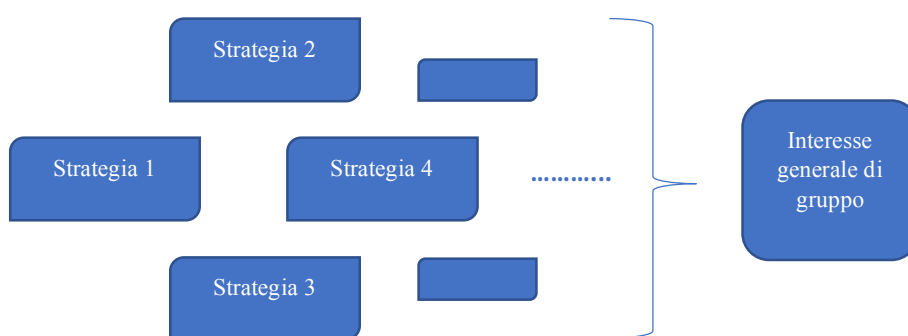 Strategia 2
Strategia 1
Strategia 4
Strategia 3
Interesse
generale di
gruppo